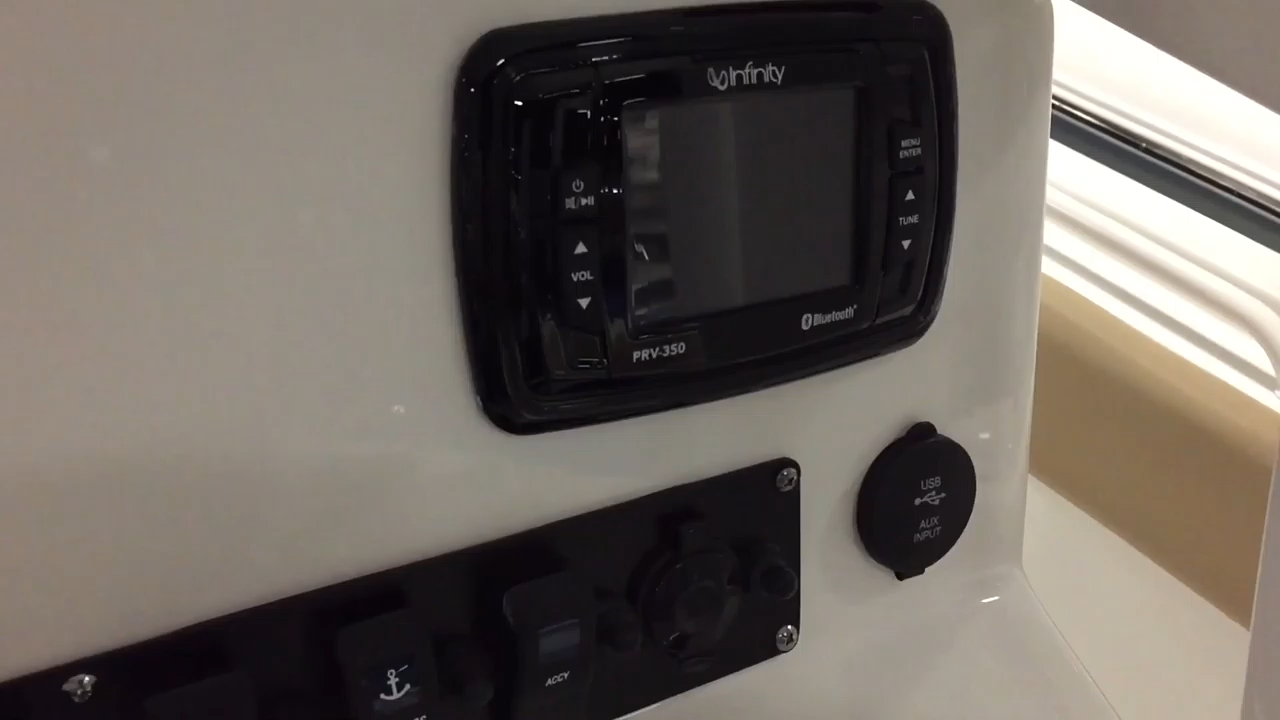 Infinity
MENU
ENTER
VOL
TUNE
Bluetooth®
PRV-350
USB
AUX
INPUT
ACCY